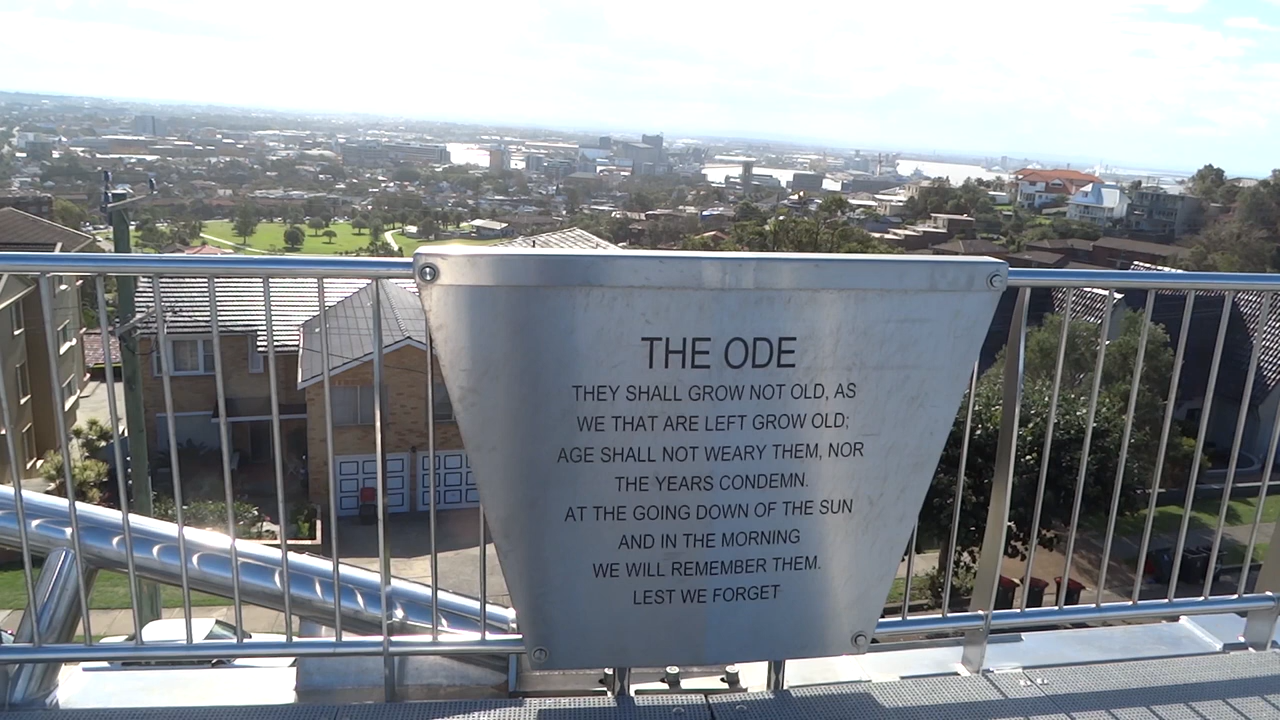 THE ODE
THEY SHALL GROW NOT OLD, AS
WE THAT ARE LEFT GROW OLD;
AGE SHALL NOT WEARY THEM, NOR
THE YEARS CONDEMN.
AT THE GOING DOWN OF THE SUN
AND IN THE MORNING
WE WILL REMEMBER THEM.
LEST WE FORGET